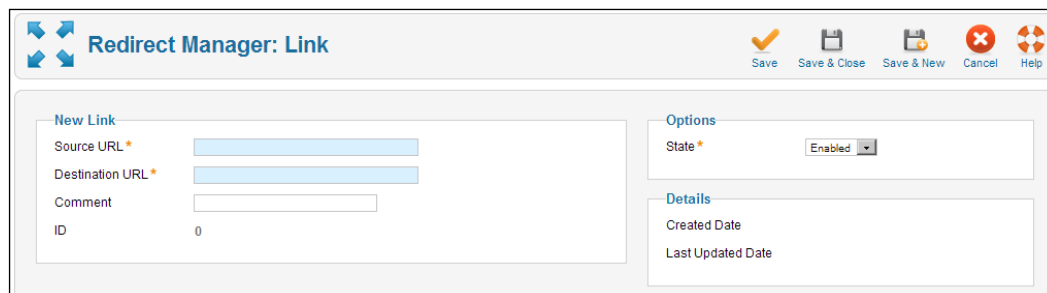 Redirect Manager: Link
Save
Save & Close
Save & New
Cancel
Help
New Link
Source URL*
Destination URL*
Comment
ID 0
Options
State* Enabled
Details
Created Date
Last Updated Date